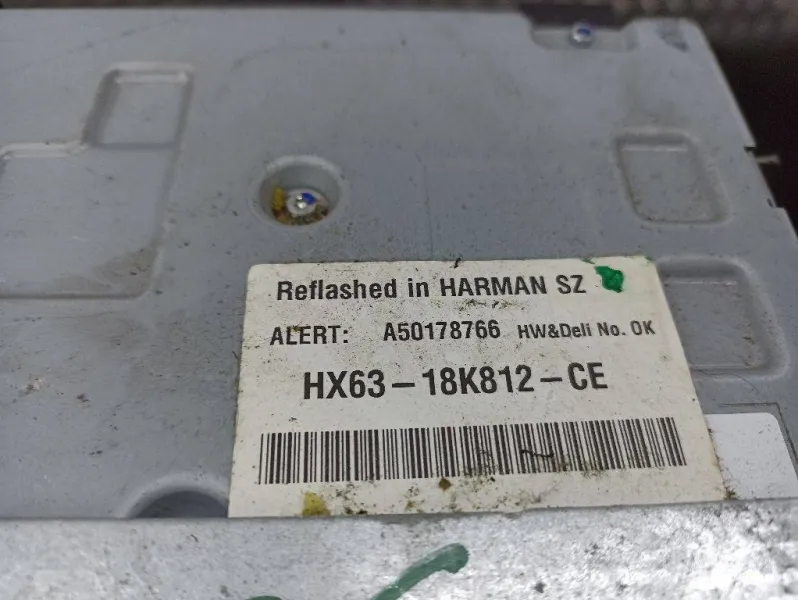 Reflashed in HARMAN SZ
ALERT: A50178766 HW&Deli No. OK
HX63-18K812-CE